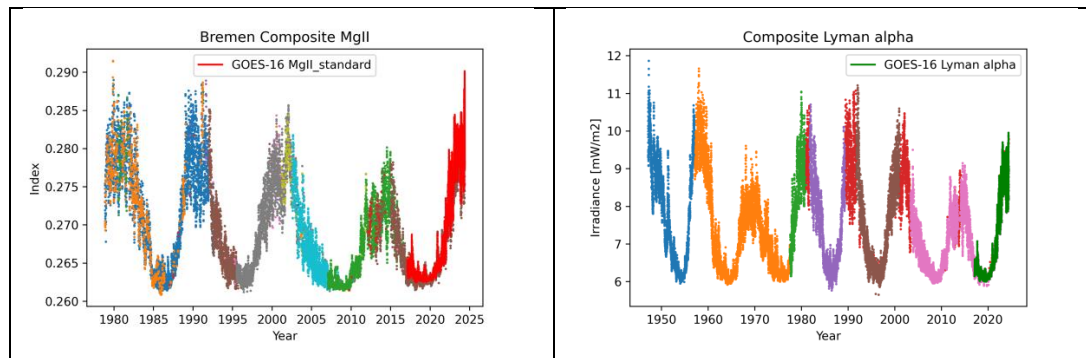 Bremen Composite MgII
GOES-16 MgII_standard
0.290
0.285
0.280
0.275
0.270
0.265
0.260
Index
1980 1985 1990 1995 2000 2005 2010 2015 2020 2025
Year
Composite Lyman alpha
GOES-16 Lyman alpha
12
11
10
9
8
7
6
Irradiance [mW/m2]
1950 1960 1970 1980 1990 2000 2010 2020
Year